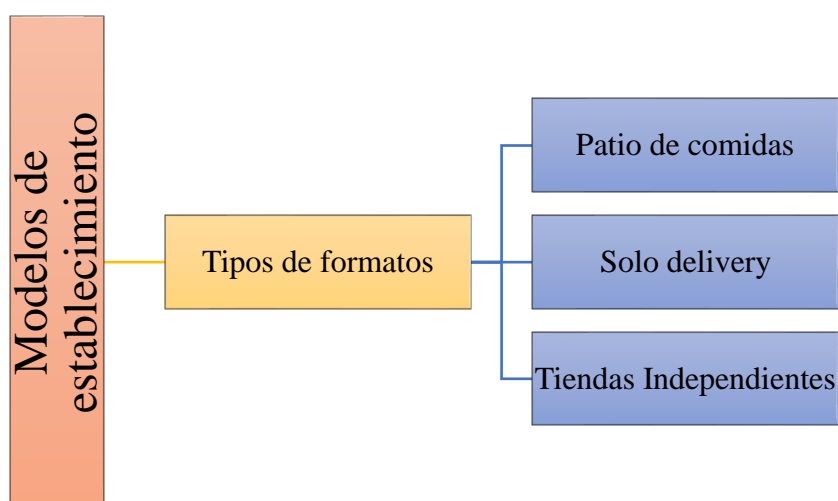 Modelos de
establecimiento
Tipos de formatos
Patio de comidas
Solo delivery
Tiendas Independientes